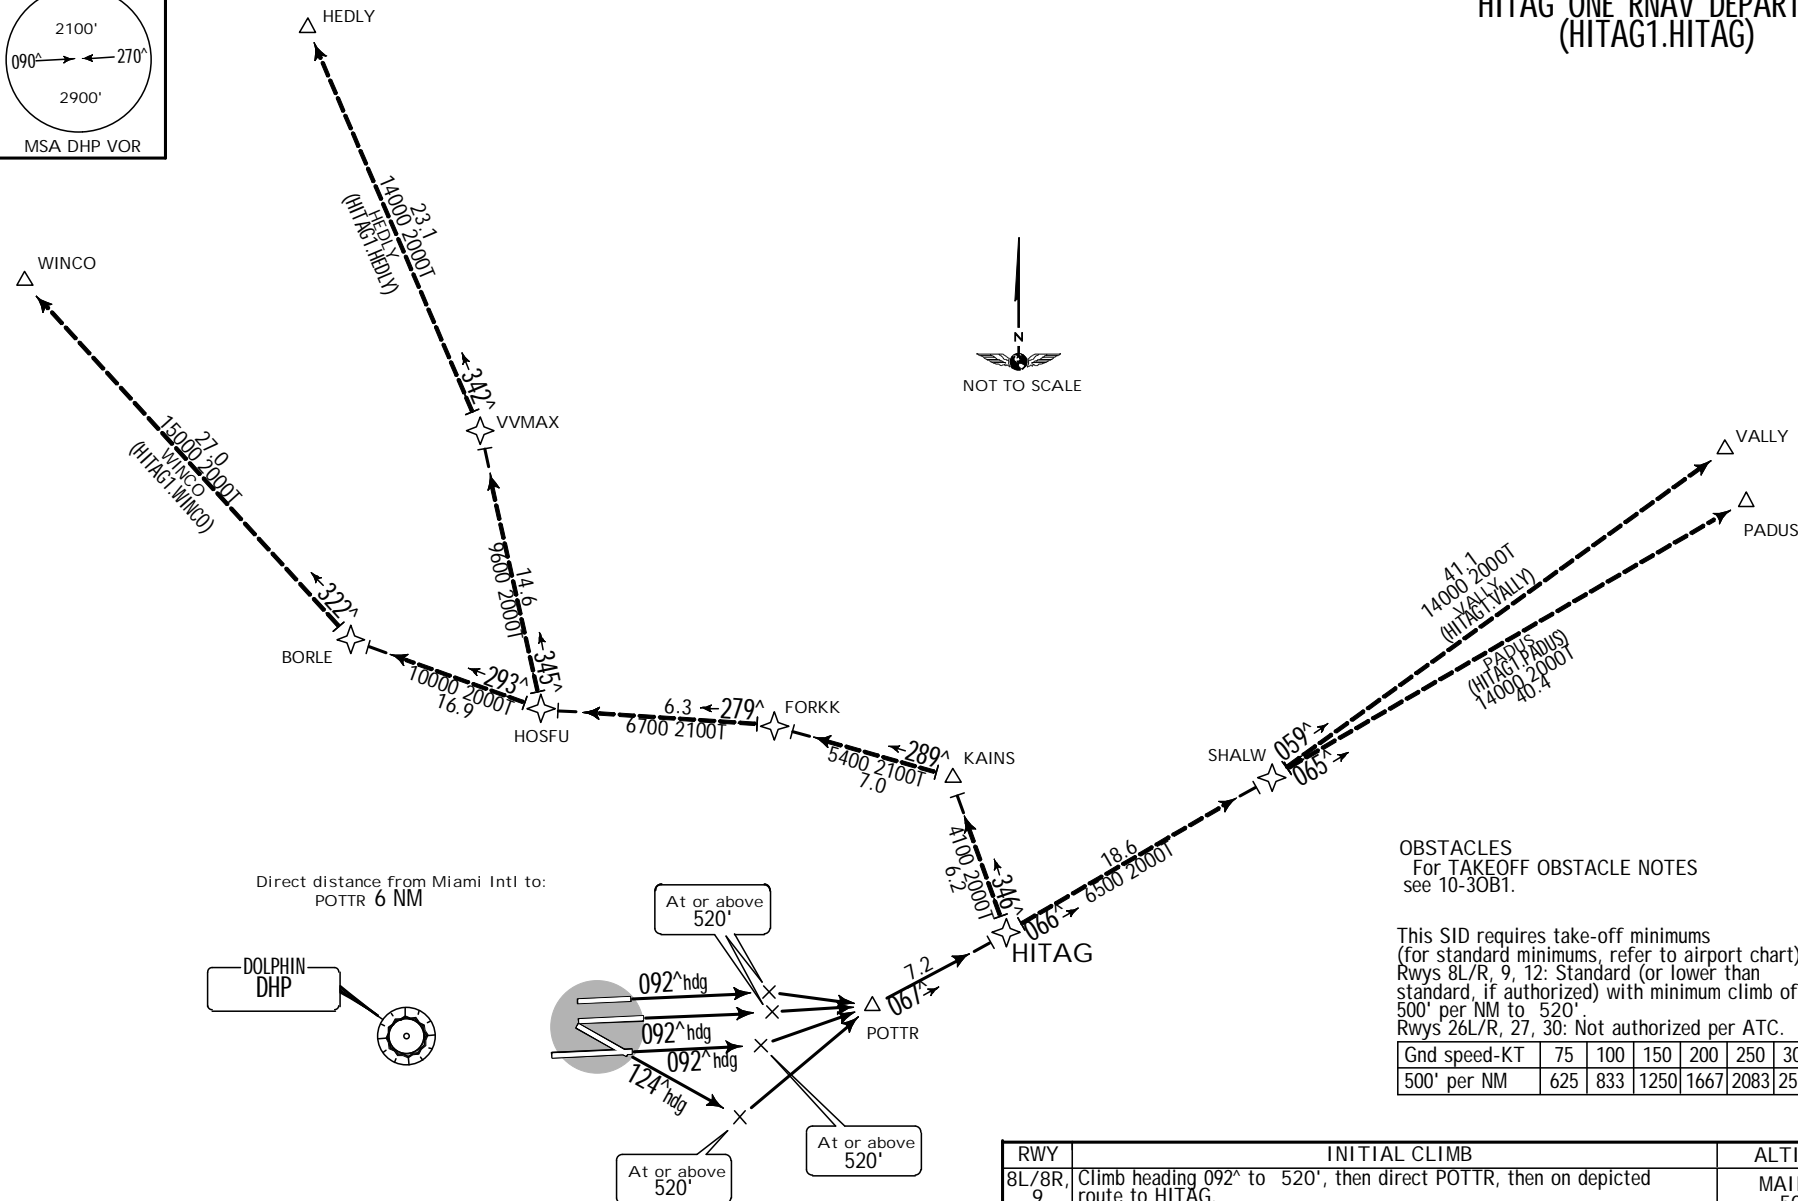 HITAG ONE RNAV
(HITAG1.HITAG)
2100'
090^
270^
2900'
MSA DHP VOR
HEDLY
23.1
14000 2000T
HEDLY
(HITAG1.HEDLY)
342^
WINCO
27.0
15000 2000T
WINCO
(HITAG1.WINCO)
322^
VVMAX
14.6
9600 2000T
345^
BORLE
293^
10000 2000T
16.9
HOSFU
6.3
279^
6700 2100T
FORKK
289^
5400 2100T
7.0
KAINS
4100 2000T
6.2
346^
N
NOT TO SCALE
VALLY
PADUS
41.1
14000 2000T
VALLY
(HITAG1.VALLY)
PADUS
(HITAG1.PADUS)
14000 2000T
40.4
SHALW
059^
065^
18.6
6500 2000T
066^
HITAG
7.2
067^
POTTR
Direct distance from Miami Intl to:
POTTR 6 NM
DOLPHIN
DHP
At or above
520'
092^hdg
092^hdg
092^hdg
124^hdg
At or above
520'
At or above
520'
OBSTACLES
For TAKEOFF OBSTACLE NOTES
see 10-3OB1.
This SID requires take-off minimums
(for standard minimums, refer to airport chart)
Rwys 8L/R, 9, 12: Standard (or lower than
standard, if authorized) with minimum climb of
500' per NM to 520'.
Rwys 26L/R, 27, 30: Not authorized per ATC.
Gnd speed-KT 75 100 150 200 250
500' per NM 625 833 1250 1667 2083
RWY INITIAL CLIMB
8L/8R, Climb heading 092^ to 520', then direct POTTR, then on depicted
9 route to HITAG.